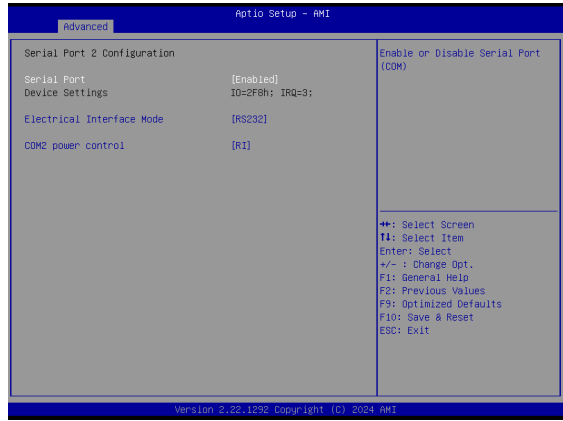 Aptio Setup - AMI
Advanced
Serial Port 2 Configuration
Serial Port [Enabled]
Device Settings IO=2F8h; IRQ=3;
Electrical Interface Mode [RS232]
COM2 power control [RI]
Enable or Disable Serial Port
(COM)
→←: Select Screen
↑↓: Select Item
Enter: Select
+/- : Change Opt.
F1: General Help
F2: Previous Values
F9: Optimized Defaults
F10: Save & Reset
ESC: Exit
Version 2.22.1292 Copyright (C) 2024 AMI